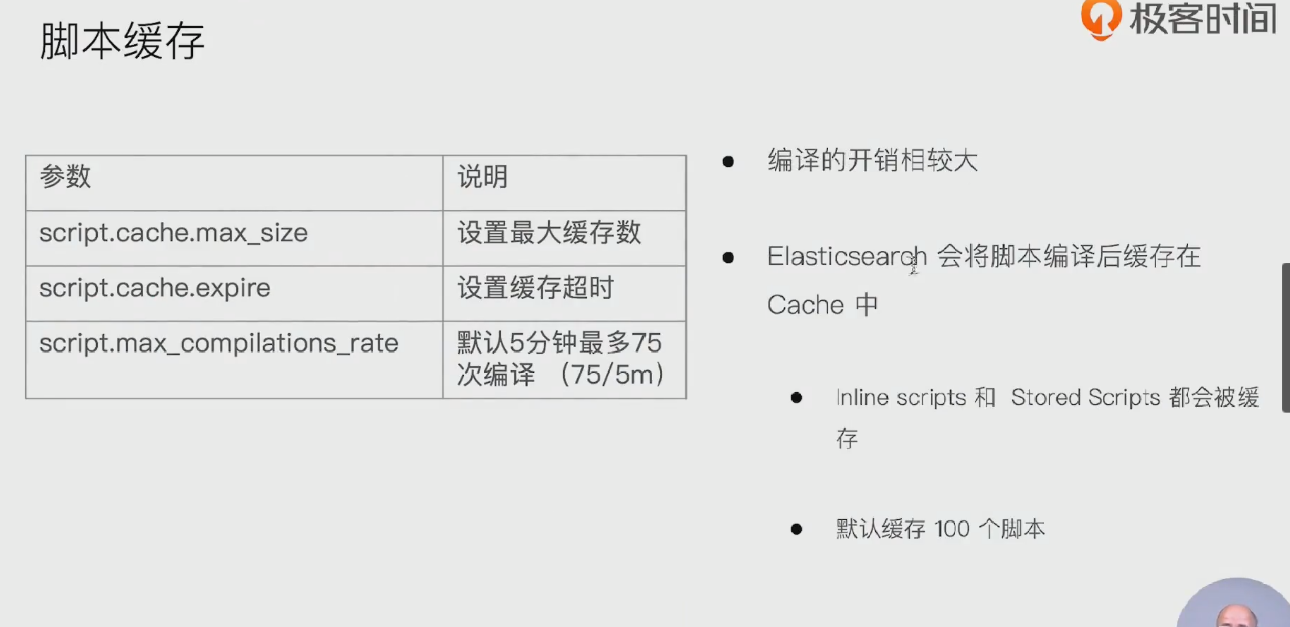 脚本缓存
极客时间
参数 说明
script.cache.max_size 设置最大缓存数
script.cache.expire 设置缓存超时
script.max_compilations_rate 默认5分钟最多75
次编译 （75/5m）
编译的开销相较大
Elasticsearch 会将脚本编译后缓存在
Cache 中
Inline scripts 和 Stored Scripts 都会被缓
存
默认缓存 100 个脚本